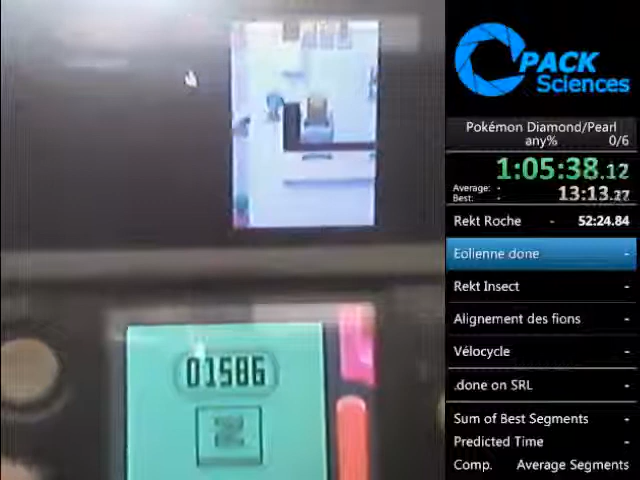 PACK
Sciences
Pokémon Diamond/Pearl
any% 0/6
1:05:38.12
Average: -
Best: -
13:13.27
Rekt Roche - 52:24.84
Eolienne done -
Rekt Insect -
Alignement des fions -
Vélocycle -
.done on SRL -
Sum of Best Segments -
Predicted Time -
Comp. Average Segments
01586